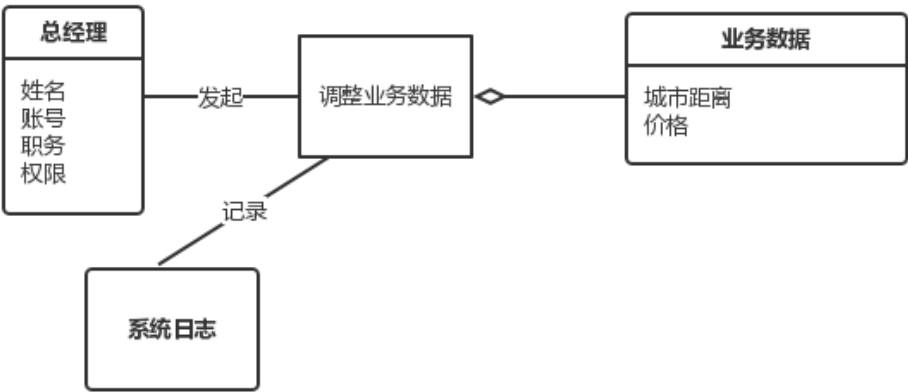 总经理
姓名
账号
职务
权限
发起
调整业务数据
业务数据
城市距离
价格
记录
系统日志